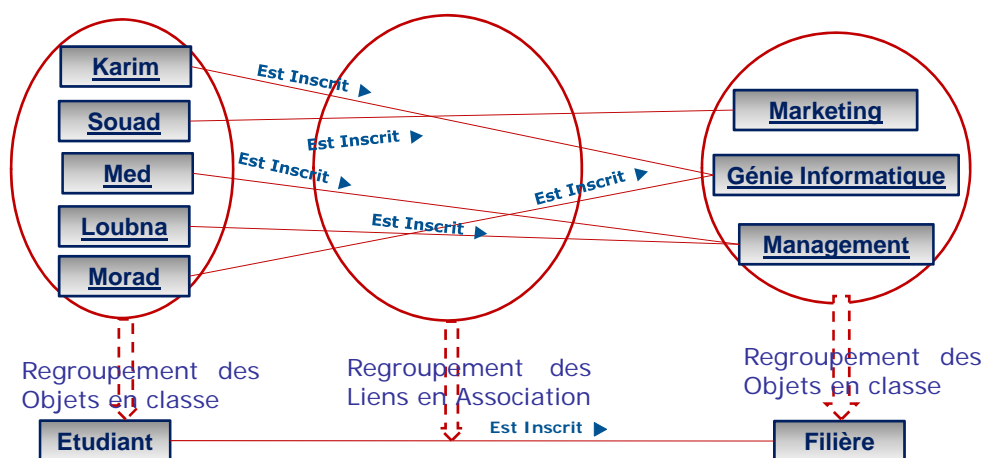 Karim
Souad
Med
Loubna
Morad
Est Inscrit ►
Est Inscrit ►
Est Inscrit ►
Est Inscrit ►
Est Inscrit ►
Marketing
Génie Informatique
Management
Regroupement des
Objets en classe
Regroupement des
Liens en Association
Regroupement des
Objets en classe
Etudiant
Est Inscrit ►
Filière